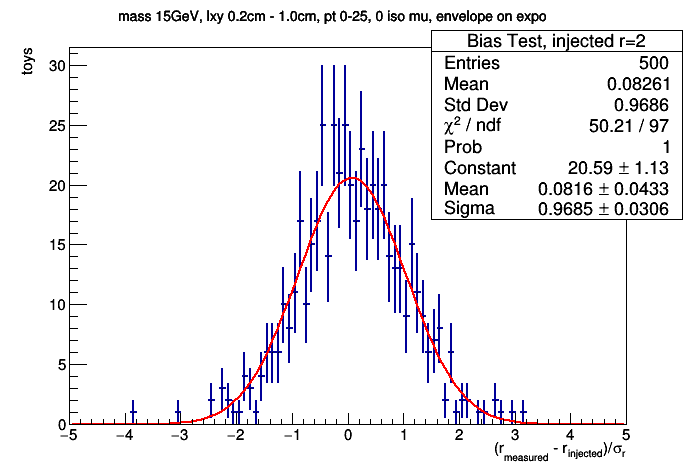 mass 15GeV, lxy 0.2cm - 1.0cm, pt 0-25, 0 iso mu, envelope on expo
Bias Test, injected r=2
Entries 500
Mean 0.08261
Std Dev 0.9686
χ² / ndf 50.21 / 97
Prob 1
Constant 20.59 ± 1.13
Mean 0.0816 ± 0.0433
Sigma 0.9685 ± 0.0306
toys
30
25
20
15
10
5
0
−5 −4 −3 −2 −1 0 1 2 3 4 5
(r_measured - r_injected)/σ_r